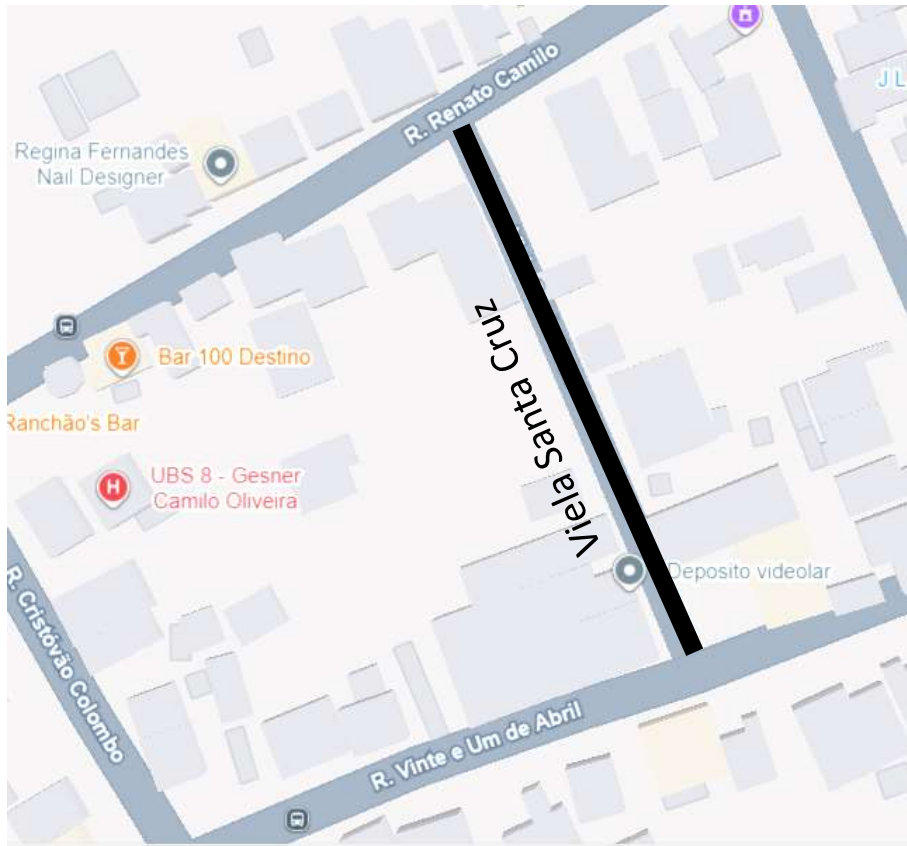 R. Renato Camilo
J L
Regina Fernandes
Nail Designer
Viela Santa Cruz
Bar 100 Destino
Ranchão's Bar
H
UBS 8 - Gesner
Camilo Oliveira
Deposito videolar
R. Cristóvão Colombo
R. Vinte e Um de Abril